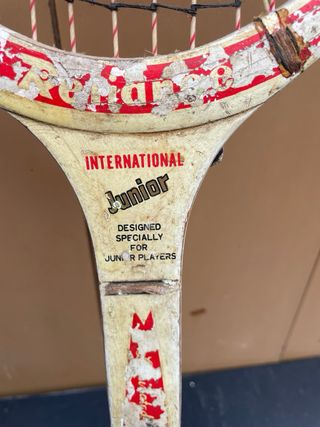 INTERNATIONAL
Junior
DESIGNED
SPECIALLY
FOR
JUNIOR PLAYERS